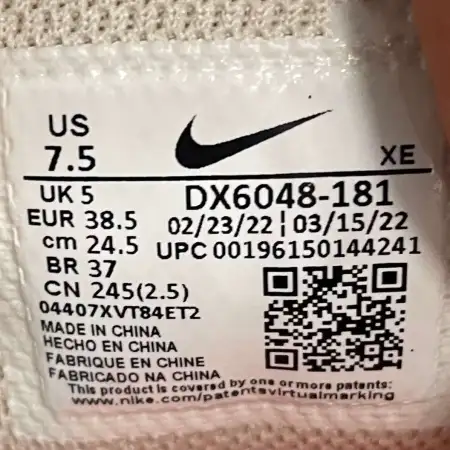 US
7.5
XE
UK 5
DX6048-181
EUR 38.5
02/23/22 | 03/15/22
cm 24.5
UPC 00196150144241
BR 37
CN 245(2.5)
04407XVT84ET2
MADE IN CHINA
HECHO EN CHINA
FABRIQUE EN CHINE
FABRICADO NA CHINA
This product is covered by one or more patents:
www.nike.com/patentsvirtualmarking